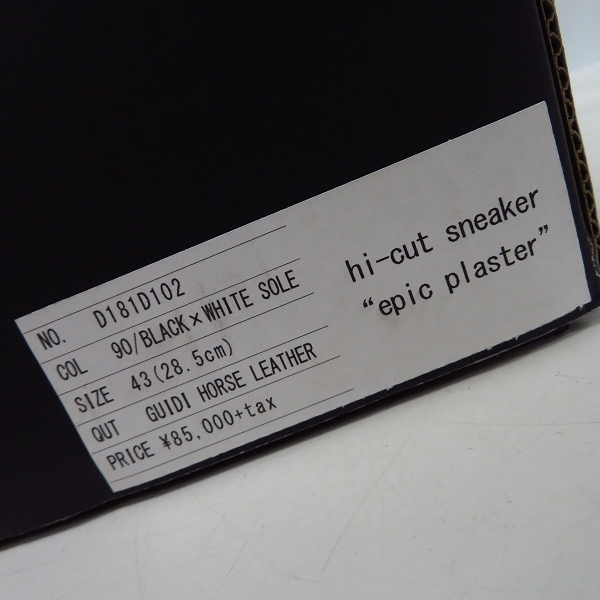 NO. D181D102
COL 90/BLACK×WHITE SOLE
SIZE 43(28.5cm)
QUT GUIDI HORSE LEATHER
PRICE ¥85,000+tax
hi-cut sneaker
“epic plaster”